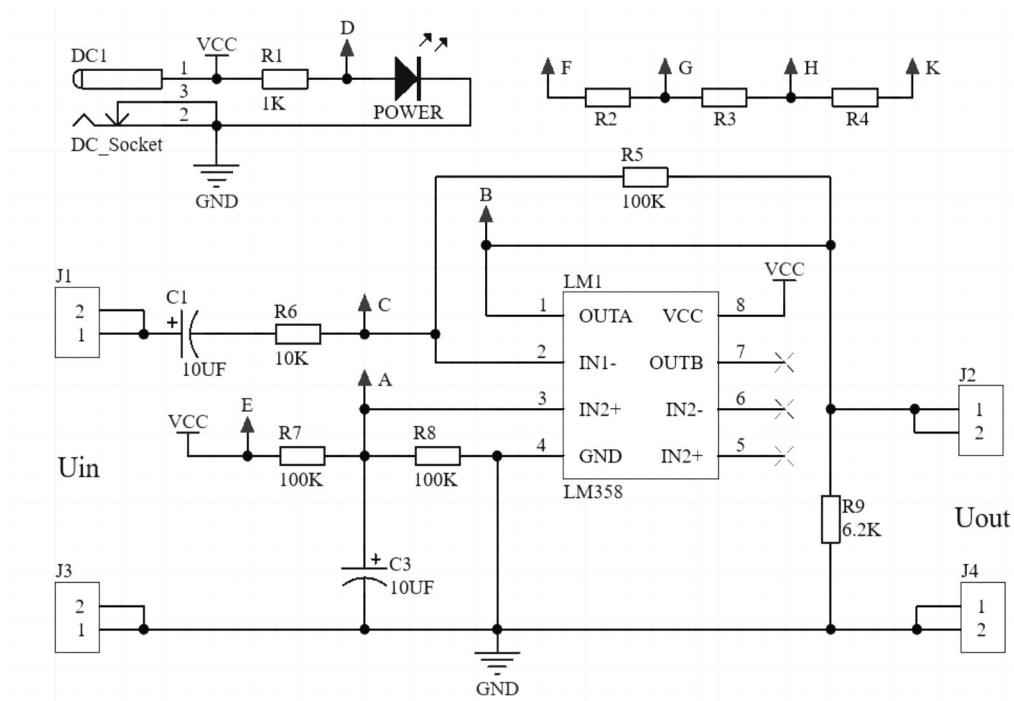 DC1
1
3
2
DC_Socket
VCC
R1
1K
D
POWER
GND
F
G
H
K
R2
R3
R4
R5
100K
B
J1
2
1
C1
+
10UF
R6
10K
C
A
LM1
1 OUTA VCC 8
2 IN1- OUTB 7
3 IN2+ IN2- 6
4 GND IN2+ 5
LM358
VCC
VCC
E
R7
100K
R8
100K
Uin
J2
1
2
R9
6.2K
Uout
+
C3
10UF
J3
2
1
J4
1
2
GND